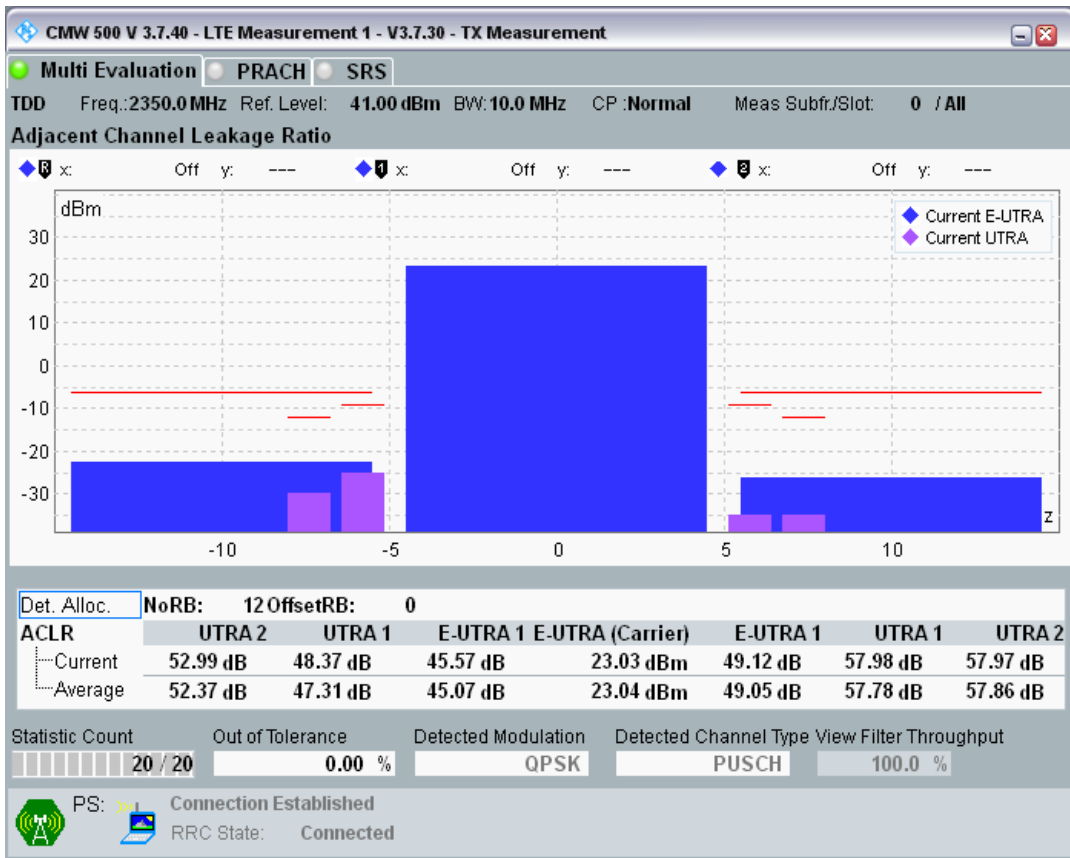 CMW 500 V 3.7.40 - LTE Measurement 1 - V3.7.30 - TX Measurement
Multi Evaluation PRACH SRS
TDD Freq.:2350.0 MHz Ref. Level: 41.00 dBm BW:10.0 MHz CP :Normal Meas Subfr./Slot: 0 / All
Adjacent Channel Leakage Ratio
R x: Off y: --- 1 x: Off y: --- 2 x: Off y: ---
dBm
Current E-UTRA
Current UTRA
30
20
10
0
-10
-20
-30
z
-10 -5 0 5 10
Det. Alloc. NoRB: 12 OffsetRB: 0
ACLR UTRA 2 UTRA 1 E-UTRA 1 E-UTRA (Carrier) E-UTRA 1 UTRA 1 UTRA 2
Current 52.99 dB 48.37 dB 45.57 dB 23.03 dBm 49.12 dB 57.98 dB 57.97 dB
Average 52.37 dB 47.31 dB 45.07 dB 23.04 dBm 49.05 dB 57.78 dB 57.86 dB
Statistic Count Out of Tolerance Detected Modulation Detected Channel Type View Filter Throughput
20 / 20 0.00 % QPSK PUSCH 100.0 %
PS: Connection Established
RRC State: Connected